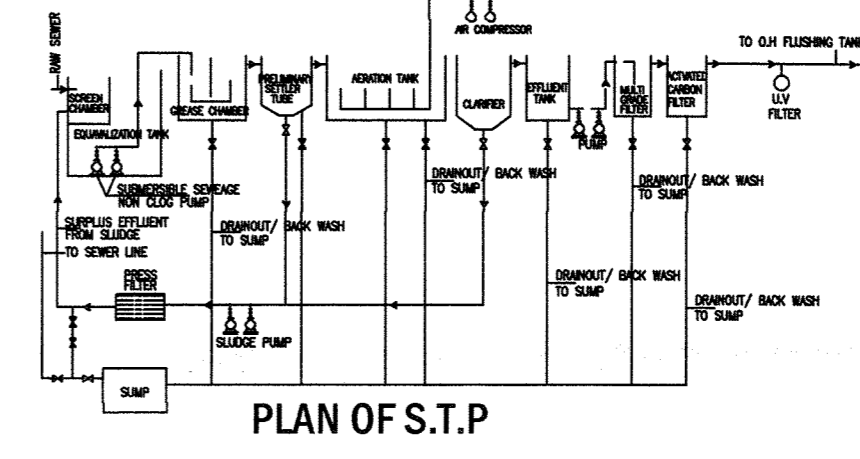 RAW SEWER
AIR COMPRESSOR
TO O.H FLUSHING TANK
SCREEN
CHAMBER
EQUAVALIZATION TANK
GREASE CHAMBER
PRELIMINARY
SETTLER
TUBE
AERATION TANK
CLARIFIER
EFFLUENT
TANK
PUMP
MULTI
GRADE
FILTER
ACTVATED
CARBON
FILTER
U.V
FILTER
SUBMERSIBLE SEWEAGE
NON CLOG PUMP
DRAINOUT/ BACK WASH
TO SUMP
DRAINOUT/ BACK WASH
TO SUMP
SURPLUS EFFLUENT
FROM SLUDGE
TO SEWER LINE
DRAINOUT/ BACK WASH
TO SUMP
PRESS
FILTER
DRAINOUT/ BACK WASH
TO SUMP
DRAINOUT/ BACK WASH
TO SUMP
SLUDGE PUMP
SUMP
PLAN OF S.T.P